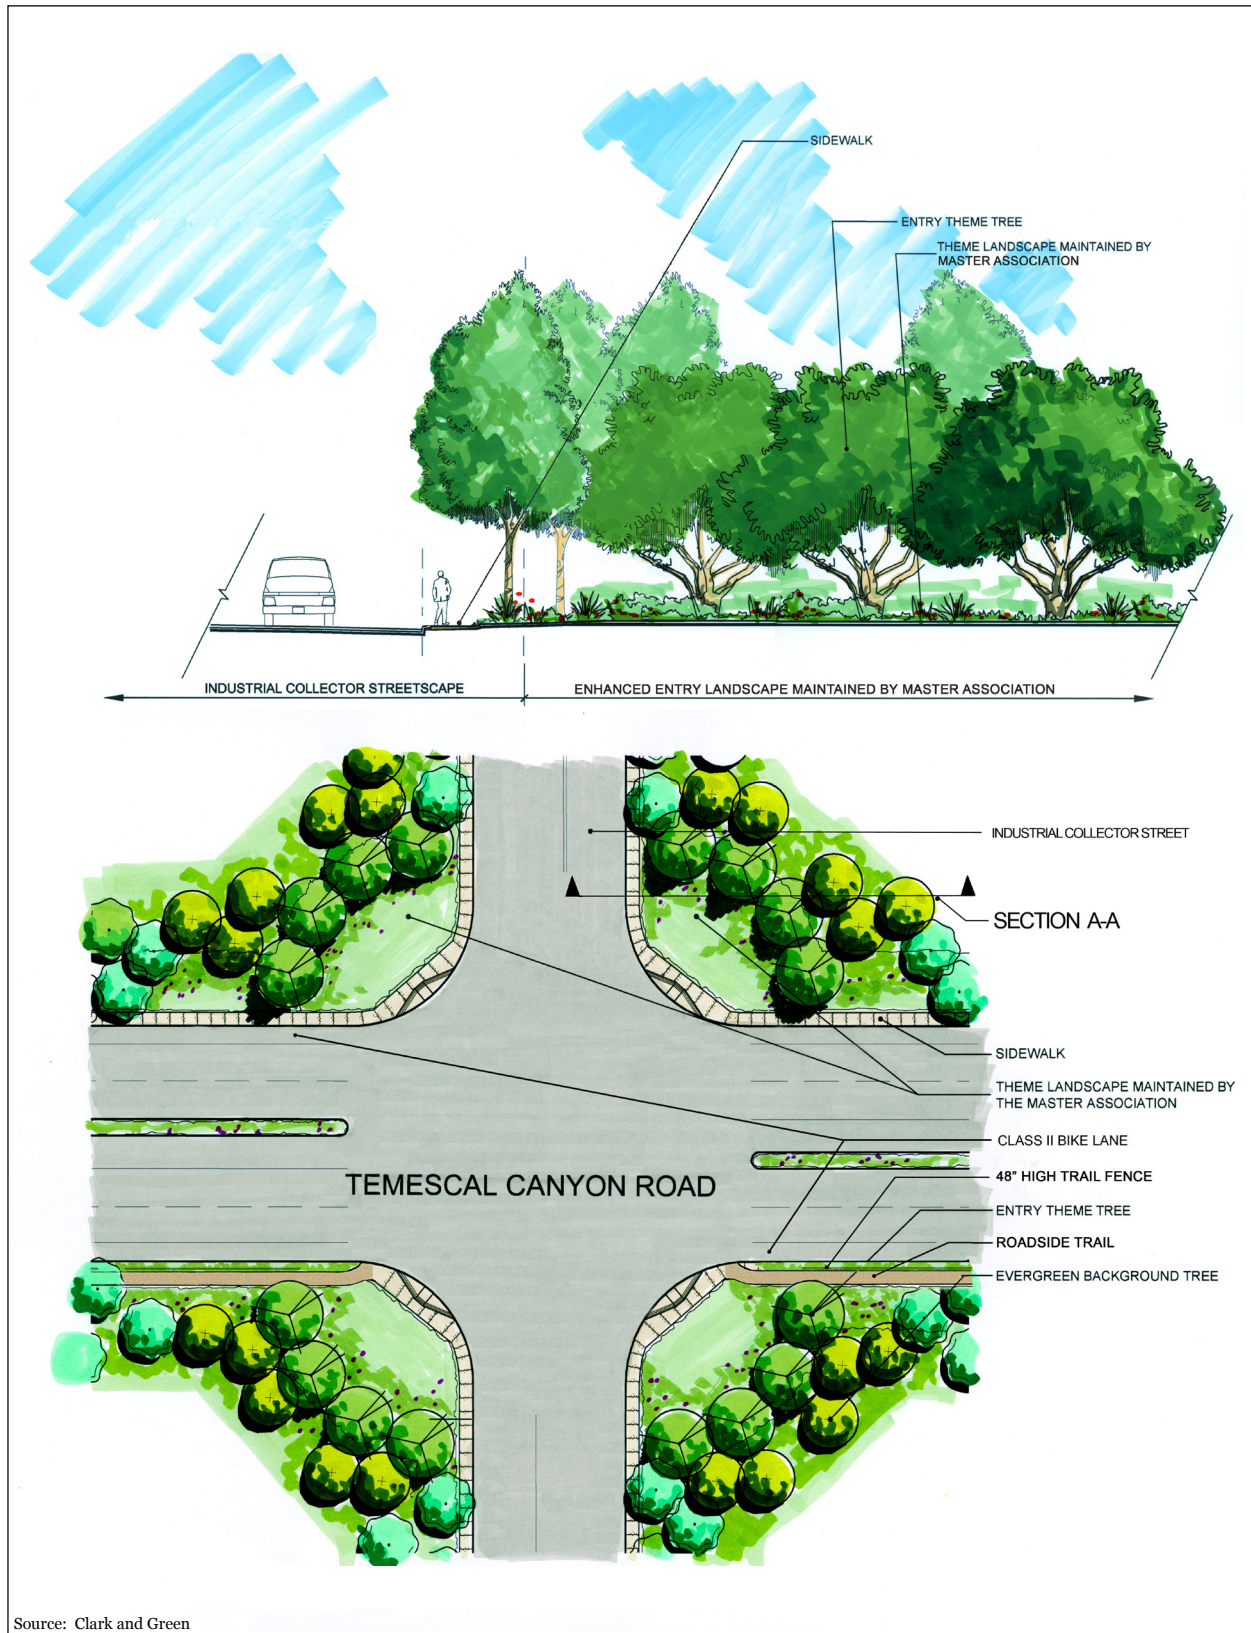 SIDEWALK
ENTRY THEME TREE
THEME LANDSCAPE MAINTAINED BY
MASTER ASSOCIATION
INDUSTRIAL COLLECTOR STREETSCAPE
ENHANCED ENTRY LANDSCAPE MAINTAINED BY MASTER ASSOCIATION
INDUSTRIAL COLLECTOR STREET
SECTION A-A
SIDEWALK
THEME LANDSCAPE MAINTAINED BY
THE MASTER ASSOCIATION
CLASS II BIKE LANE
48" HIGH TRAIL FENCE
TEMESCAL CANYON ROAD
ENTRY THEME TREE
ROADSIDE TRAIL
EVERGREEN BACKGROUND TREE
Source: Clark and Green